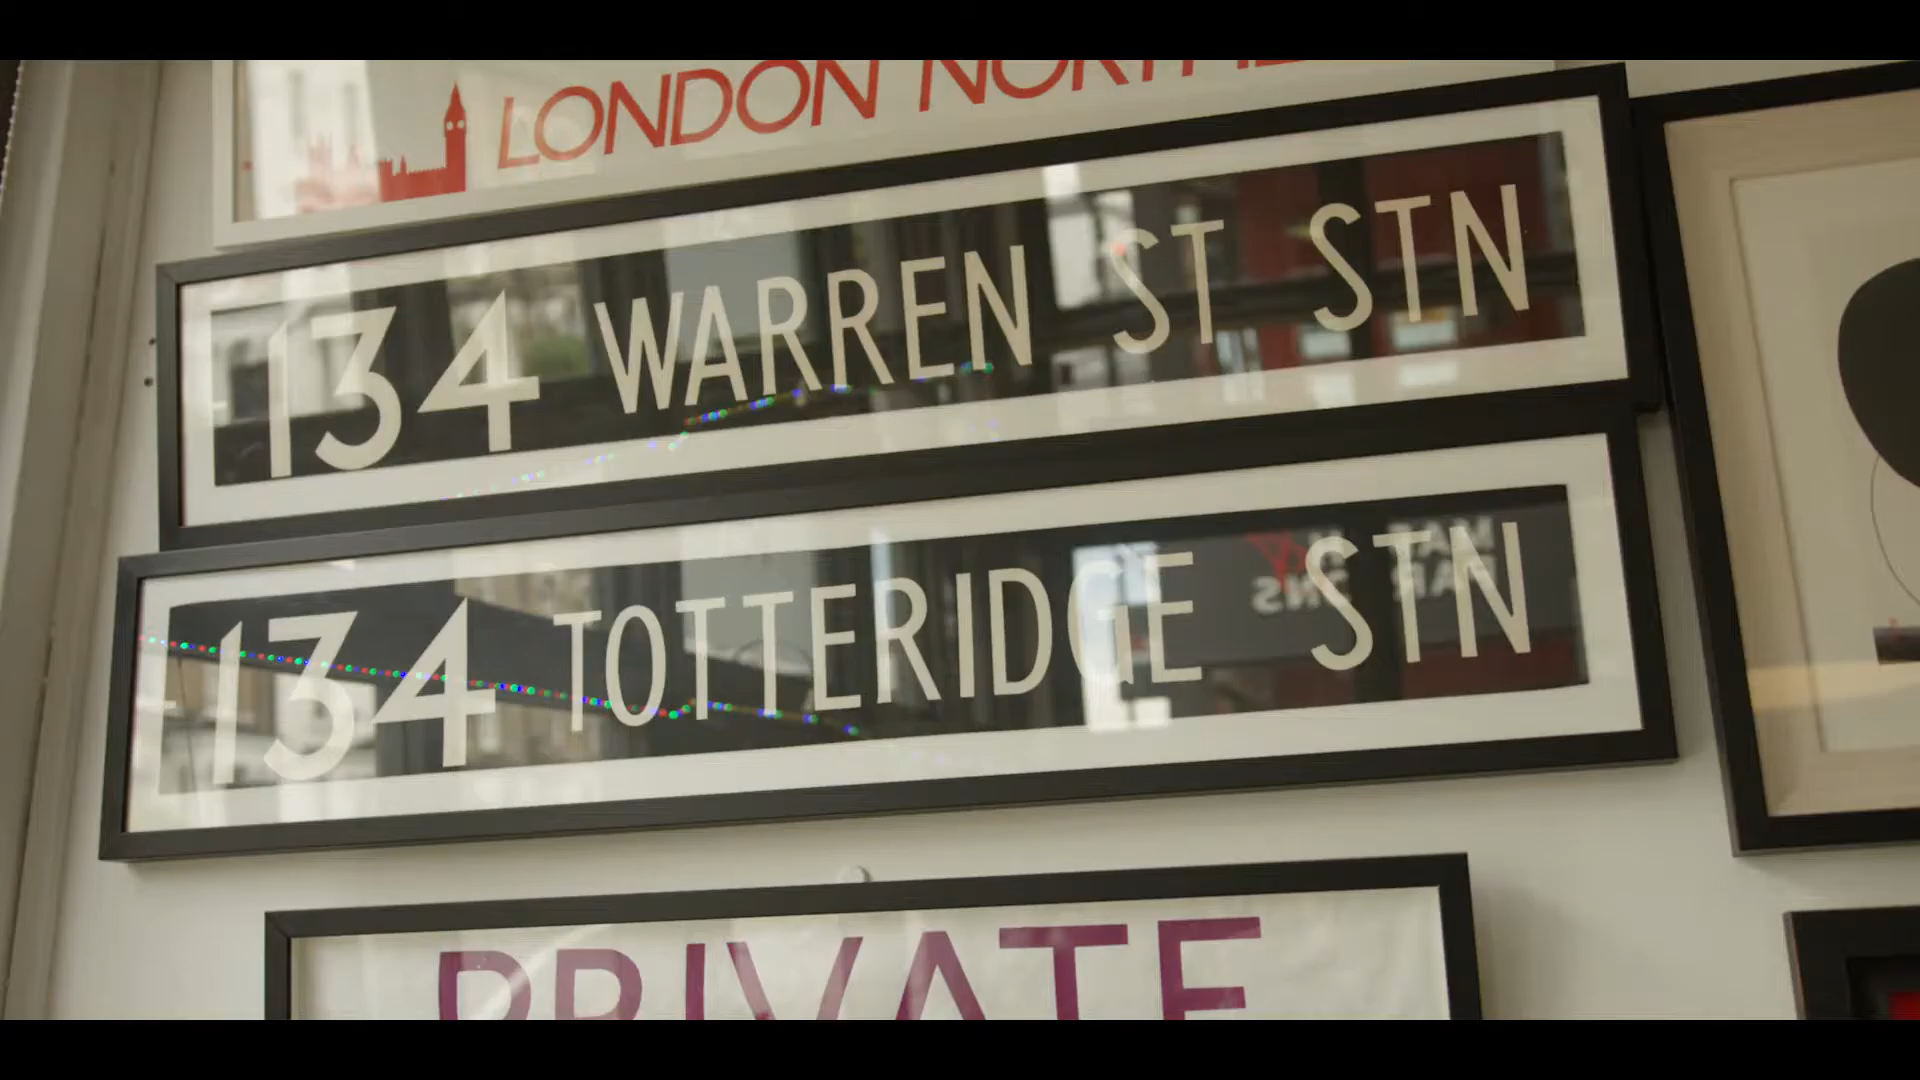 LONDON
134 WARREN ST STN
134 TOTTERIDGE STN
PRIVATE